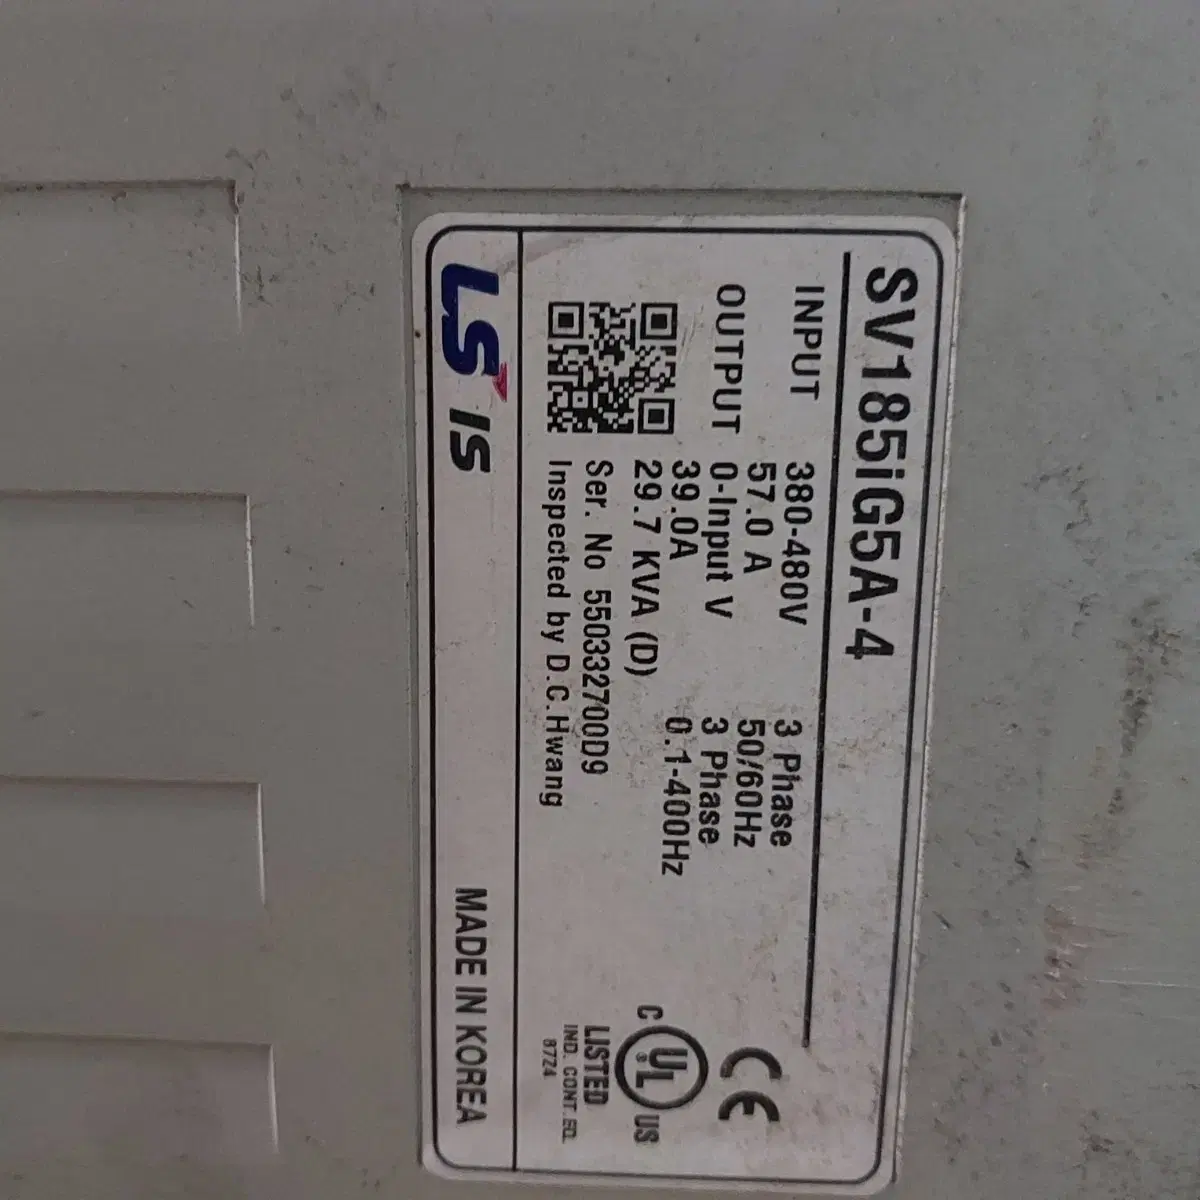 SV185iG5A-4
INPUT 380-480V 3 Phase
57.0 A 50/60Hz
OUTPUT 0-Input V 3 Phase
39.0A 0.1-400Hz
29.7 KVA (D)
Ser. No 550332700D9
Inspected by D.C.Hwang
CE
C UL US
LISTED
IND. CONT.EQ.
87Z4
LS IS
MADE IN KOREA